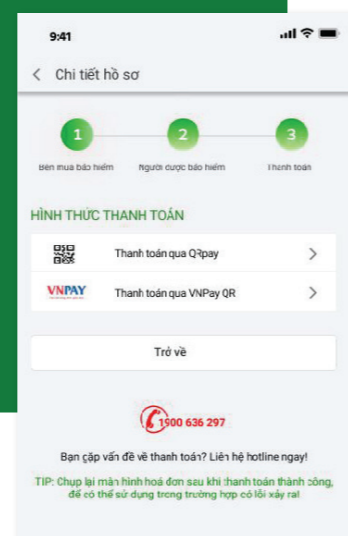 9:41
Chi tiết hồ sơ
1 2 3
Bên mua bảo hiểm Người được bảo hiểm Thanh toán
HÌNH THỨC THANH TOÁN
Thanh toán qua QRpay
VNPAY Thanh toán qua VNPay QR
Trở về
1900 636 297
Bạn gặp vấn đề về thanh toán? Liên hệ hotline ngay!
TIP: Chụp lại màn hình hoá đơn sau khi thanh toán thành công,
để có thể sử dụng trong trường hợp có lỗi xảy ra!